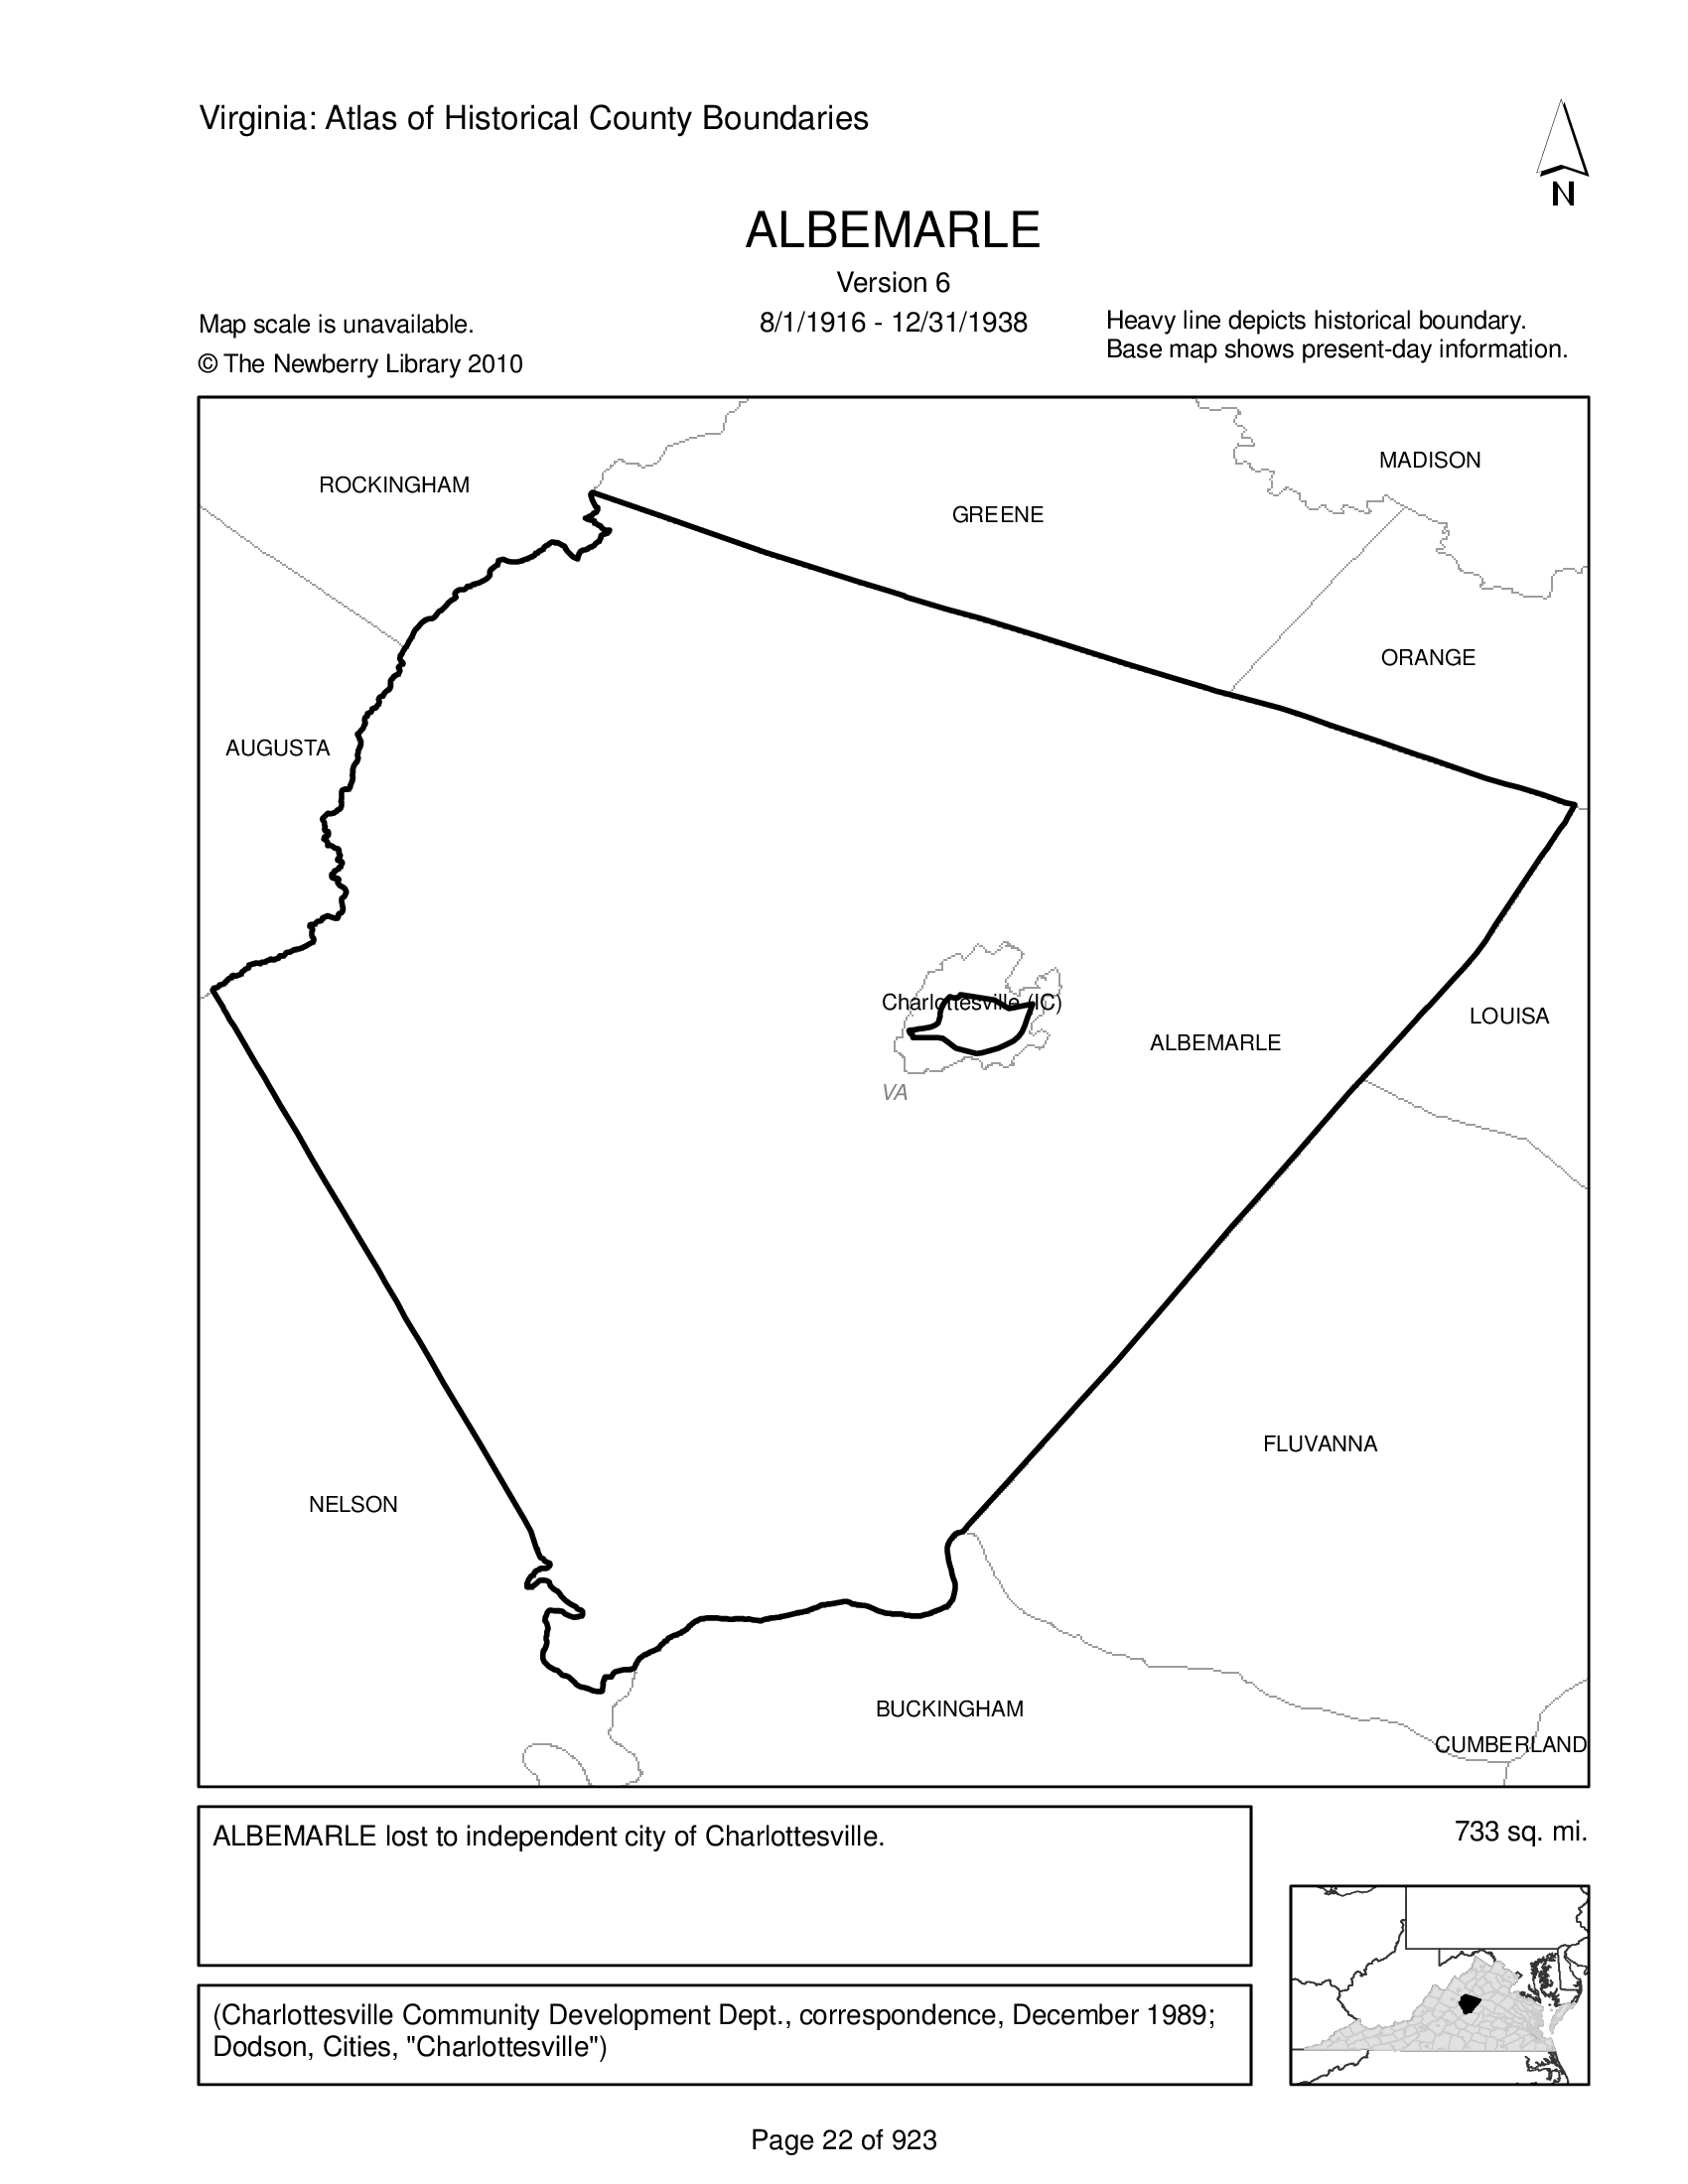 Virginia: Atlas of Historical County Boundaries
N
ALBEMARLE
Version 6
8/1/1916 - 12/31/1938
Map scale is unavailable.
© The Newberry Library 2010
Heavy line depicts historical boundary.
Base map shows present-day information.
MADISON
ROCKINGHAM
GREENE
ORANGE
AUGUSTA
Charlottesville (IC)
LOUISA
ALBEMARLE
VA
FLUVANNA
NELSON
BUCKINGHAM
CUMBERLAND
ALBEMARLE lost to independent city of Charlottesville.
733 sq. mi.
(Charlottesville Community Development Dept., correspondence, December 1989;
Dodson, Cities, "Charlottesville")
Page 22 of 923